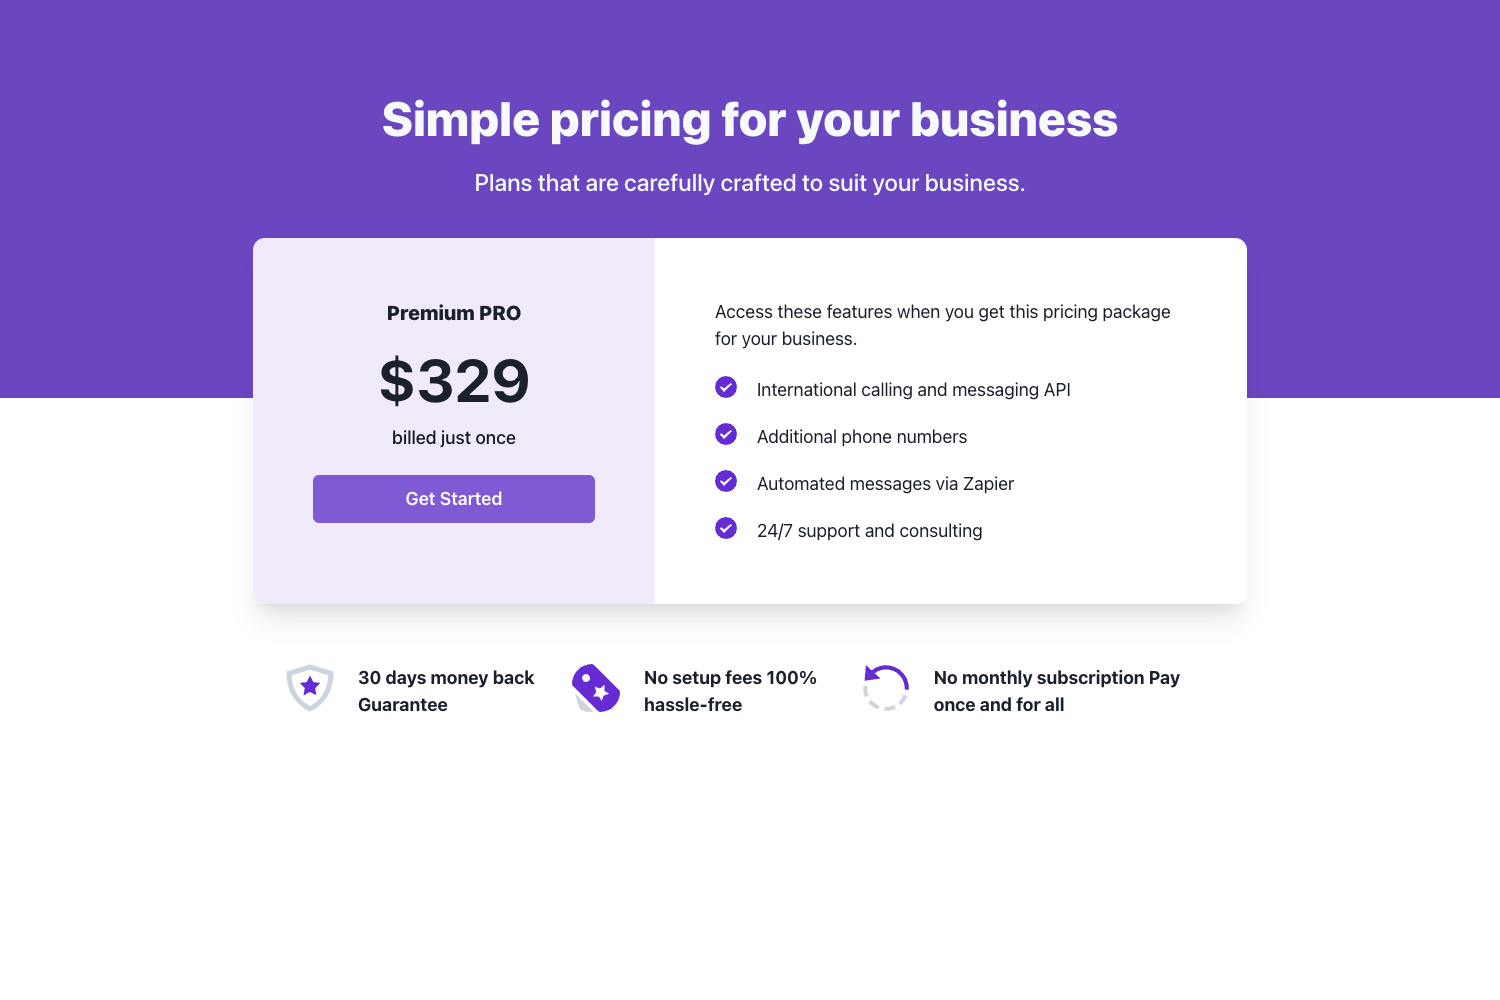 Simple pricing for your business
Plans that are carefully crafted to suit your business.
Premium PRO
$329
billed just once
Get Started
Access these features when you get this pricing package
for your business.
International calling and messaging API
Additional phone numbers
Automated messages via Zapier
24/7 support and consulting
30 days money back
Guarantee
No setup fees 100%
hassle-free
No monthly subscription Pay
once and for all